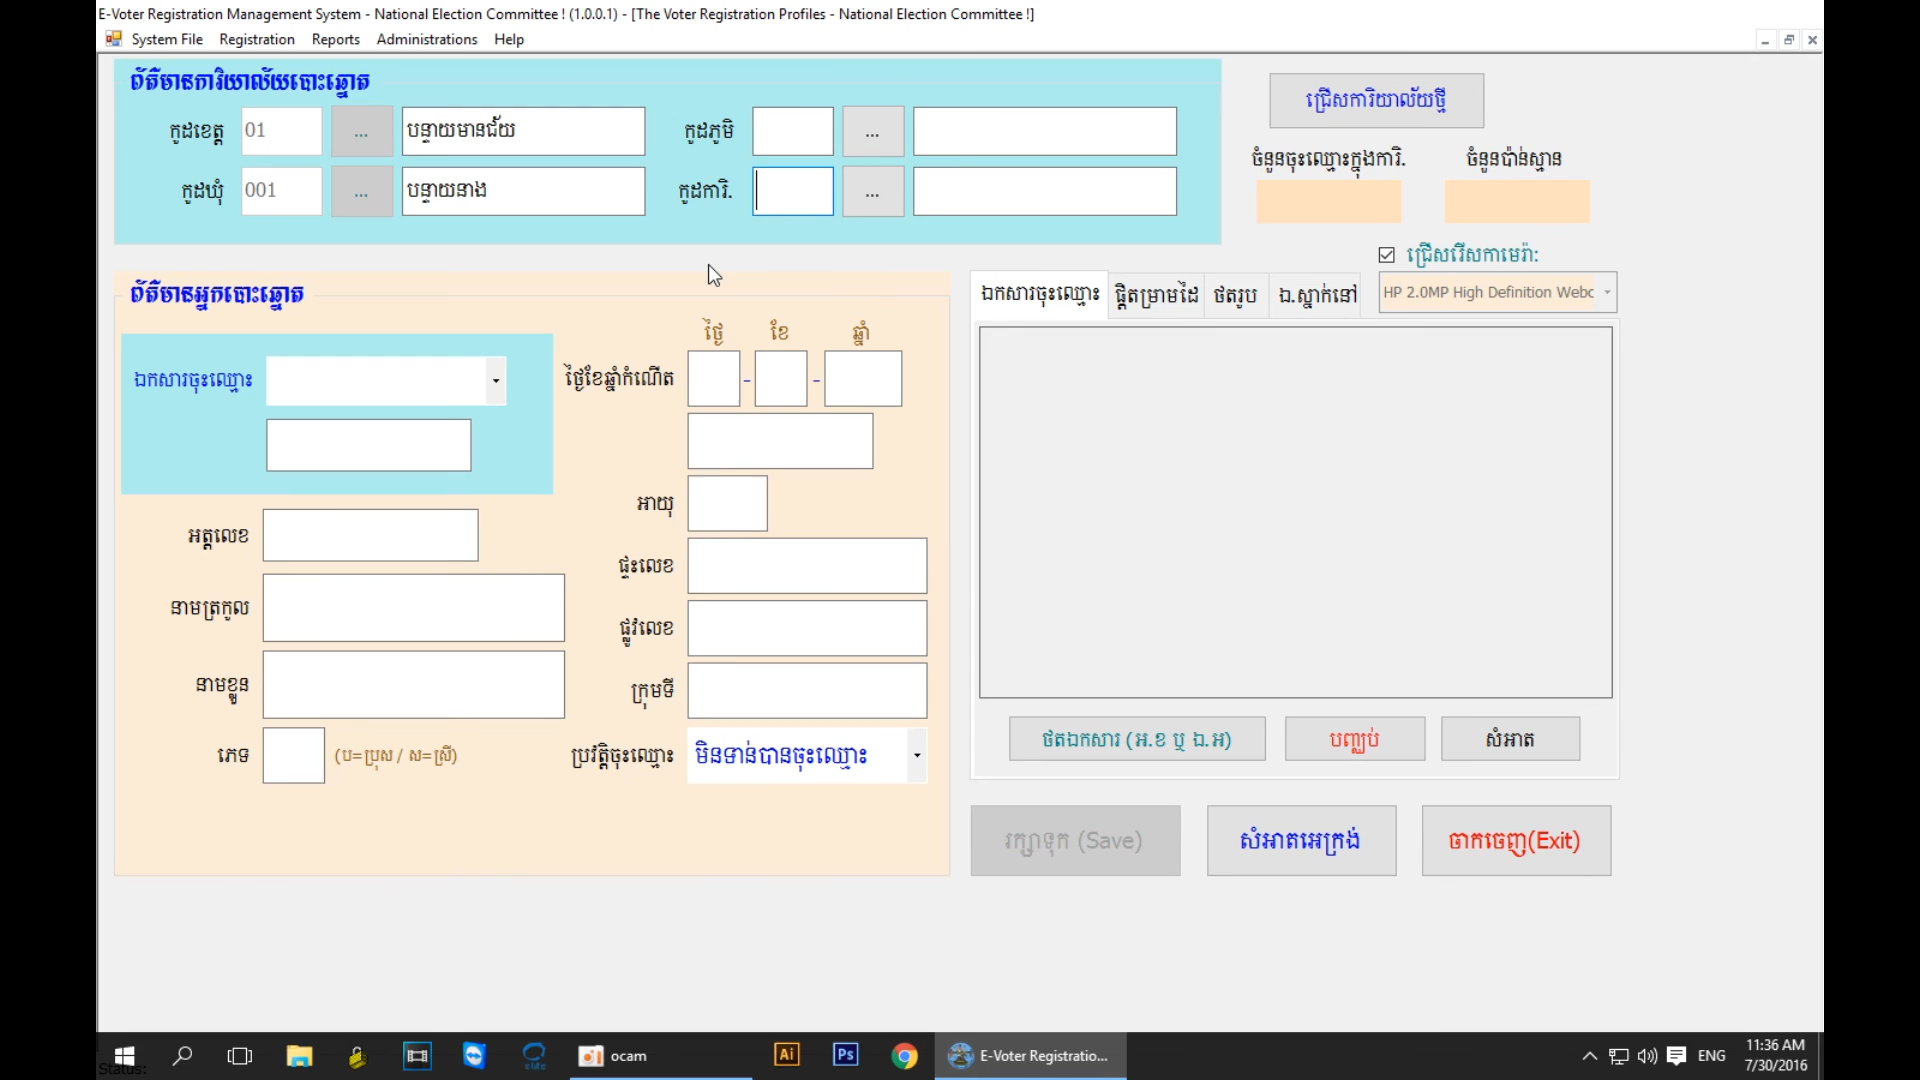 E-Voter Registration Management System - National Election Committee ! (1.0.0.1) - [The Voter Registration Profiles - National Election Committee !]
System File Registration Reports Administrations Help
ព័ត៌មានការិយាល័យបោះឆ្នោត
កូដខេត្ត 01 ... បន្ទាយមានជ័យ កូដភូមិ ...
កូដឃុំ 001 ... បន្ទាយនាង កូដការិ. ...
ជ្រើសការិយាល័យថ្មី
ចំនួនចុះឈ្មោះក្នុងការិ. ចំនួនប៉ាន់ស្មាន
ជ្រើសរើសកាមេរ៉ា:
HP 2.0MP High Definition Webc
ព័ត៌មានអ្នកបោះឆ្នោត
ឯកសារចុះឈ្មោះ
ថ្ងៃ ខែ ឆ្នាំ
ថ្ងៃខែឆ្នាំកំណើត - -
អាយុ
អត្តលេខ
ផ្ទះលេខ
នាមត្រកូល
ផ្លូវលេខ
នាមខ្លួន
ក្រុមទី
ភេទ (ប=ប្រុស / ស=ស្រី)
ប្រវត្តិចុះឈ្មោះ មិនទាន់បានចុះឈ្មោះ
ឯកសារចុះឈ្មោះ ផ្ដិតម្រាមដៃ ថតរូប ឯ.ស្នាក់នៅ
ថតឯកសារ (អ.ខ ឬ ឯ.អ) បញ្ឈប់ សំអាត
រក្សាទុក (Save) សំអាតអេក្រង់ ចាកចេញ(Exit)
Status:
ocam
Ai
Ps
E-Voter Registratio...
ENG
11:36 AM
7/30/2016